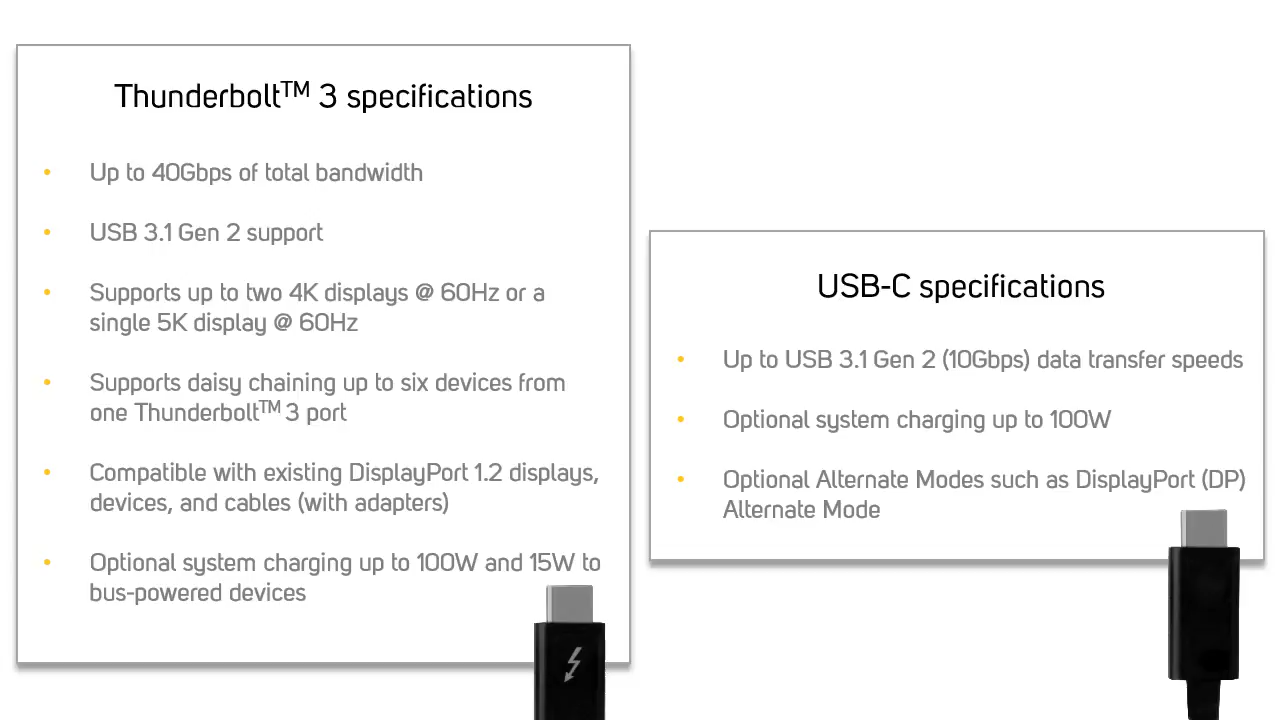 Thunderbolt™ 3 specifications
• Up to 40Gbps of total bandwidth
• USB 3.1 Gen 2 support
• Supports up to two 4K displays @ 60Hz or a
single 5K display @ 60Hz
• Supports daisy chaining up to six devices from
one Thunderbolt™ 3 port
• Compatible with existing DisplayPort 1.2 displays,
devices, and cables (with adapters)
• Optional system charging up to 100W and 15W to
bus-powered devices
USB-C specifications
• Up to USB 3.1 Gen 2 (10Gbps) data transfer speeds
• Optional system charging up to 100W
• Optional Alternate Modes such as DisplayPort (DP)
Alternate Mode